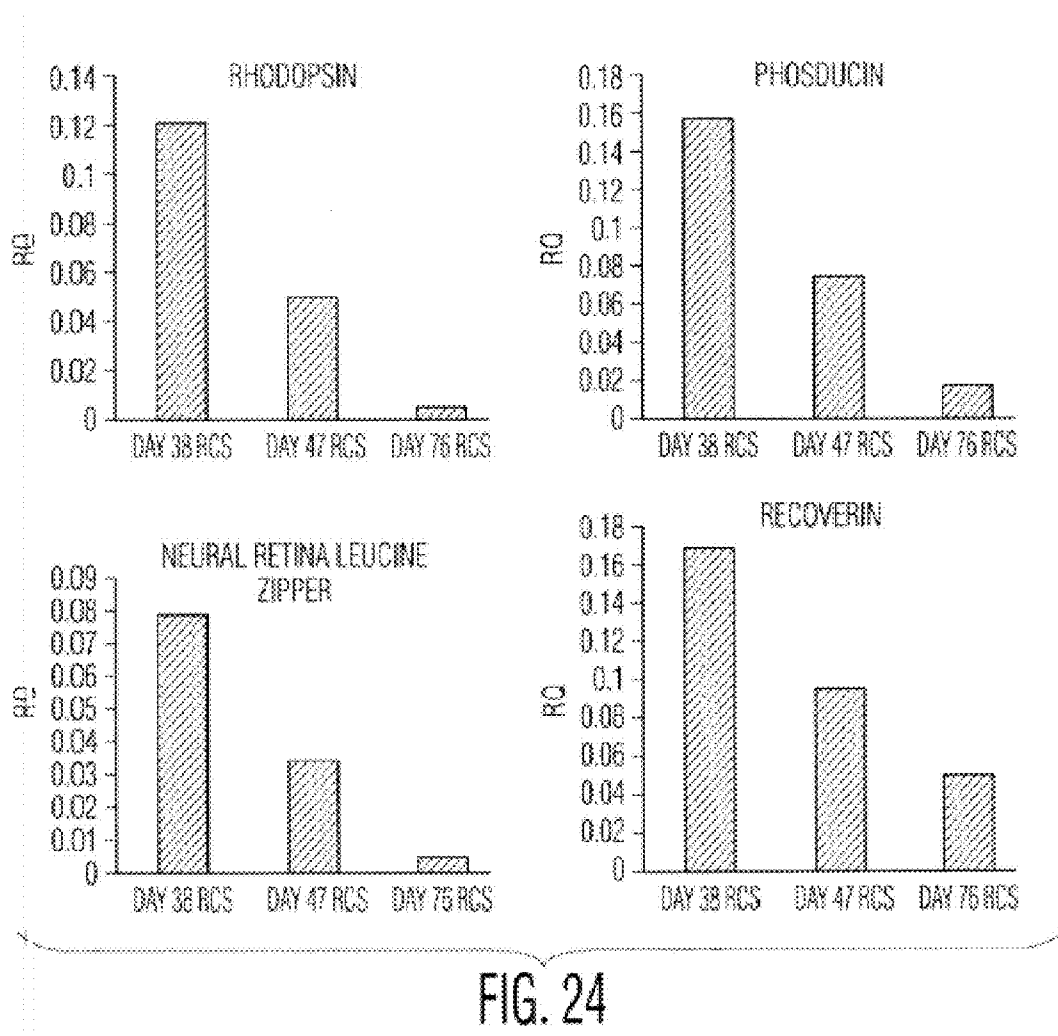 RHODOPSIN
0.14
0.12
0.1
0.08
0.06
0.04
0.02
0
RQ
DAY 38 RCS DAY 47 RCS DAY 76 RCS
PHOSDUCIN
0.18
0.16
0.14
0.12
0.1
0.08
0.06
0.04
0.02
0
RQ
DAY 38 RCS DAY 47 RCS DAY 76 RCS
NEURAL RETINA LEUCINE
ZIPPER
0.09
0.08
0.07
0.06
0.05
0.04
0.03
0.02
0.01
0
RQ
DAY 38 RCS DAY 47 RCS DAY 76 RCS
RECOVERIN
0.18
0.16
0.14
0.12
0.1
0.08
0.06
0.04
0.02
0
RQ
DAY 38 RCS DAY 47 RCS DAY 76 RCS
FIG. 24